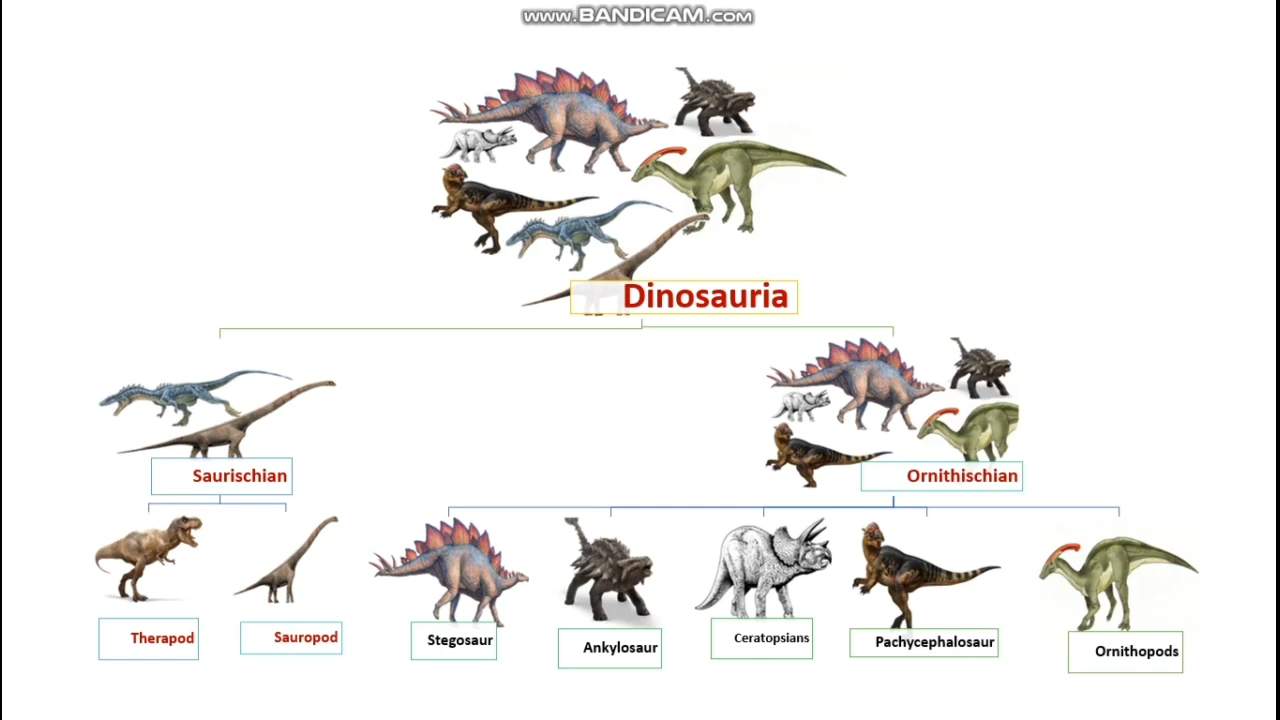 www.BANDICAM.com
Dinosauria
Saurischian
Ornithischian
Therapod
Sauropod
Stegosaur
Ankylosaur
Ceratopsians
Pachycephalosaur
Ornithopods